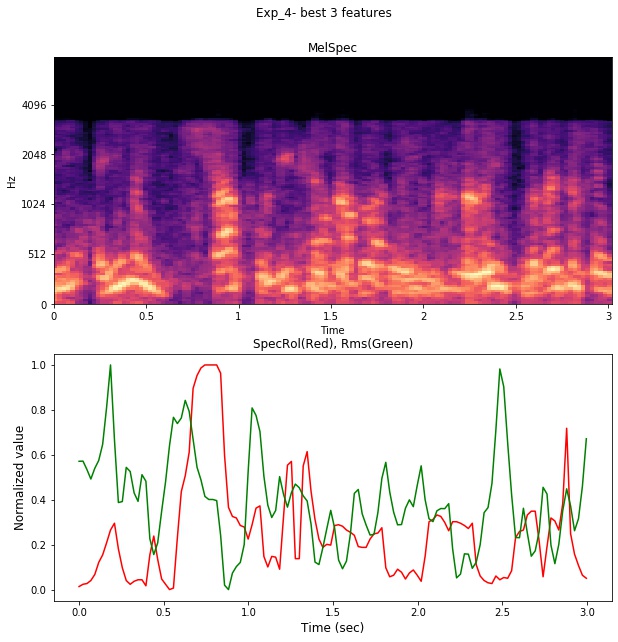 Exp_4- best 3 features
MelSpec
4096
2048
1024
512
0
Hz
0 0.5 1 1.5 2 2.5 3
Time
SpecRol(Red), Rms(Green)
1.0
0.8
0.6
0.4
0.2
0.0
Normalized value
0.0 0.5 1.0 1.5 2.0 2.5 3.0
Time (sec)